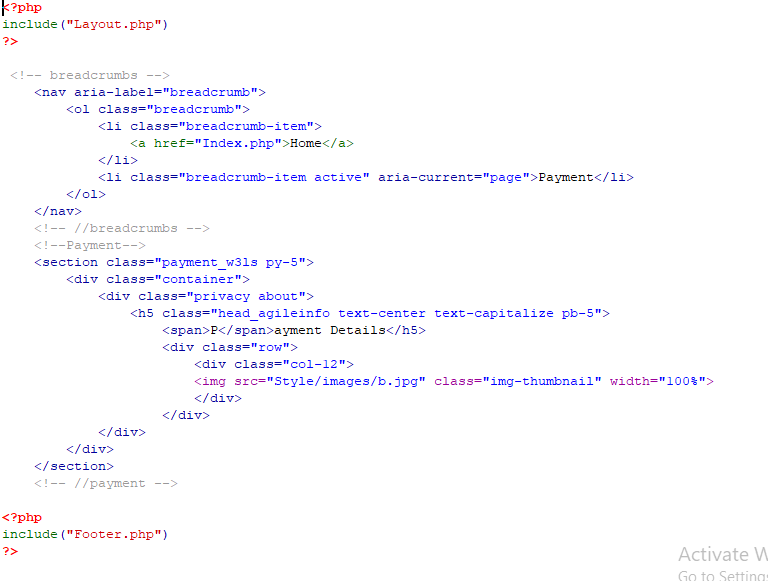 <?php
include("Layout.php")
?>
<!-- breadcrumbs -->
<nav aria-label="breadcrumb">
<ol class="breadcrumb">
<li class="breadcrumb-item">
<a href="Index.php">Home</a>
</li>
<li class="breadcrumb-item active" aria-current="page">Payment</li>
</ol>
</nav>
<!-- //breadcrumbs -->
<!--Payment-->
<section class="payment_w3ls py-5">
<div class="container">
<div class="privacy about">
<h5 class="head_agileinfo text-center text-capitalize pb-5">
<span>P</span>ayment Details</h5>
<div class="row">
<div class="col-12">
<img src="Style/images/b.jpg" class="img-thumbnail" width="100%">
</div>
</div>
</div>
</div>
</section>
<!-- //payment -->
<?php
include("Footer.php")
?>
Activate W
Go to Settings